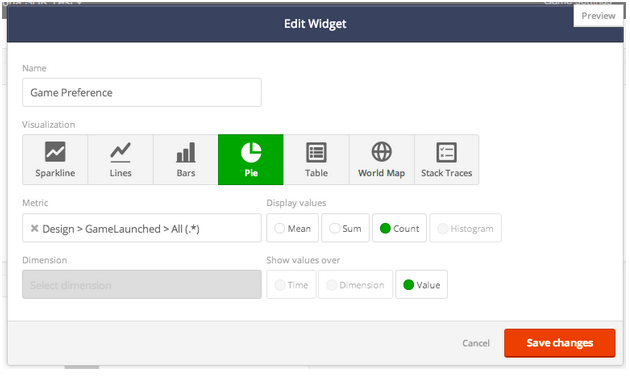 Preview
Edit Widget
Name
Game Preference
Visualization
Sparkline Lines Bars Pie Table World Map Stack Traces
Metric Display values
✖ Design > GameLaunched > All (.*) Mean Sum Count Histogram
Dimension Show values over
Select dimension Time Dimension Value
Cancel Save changes